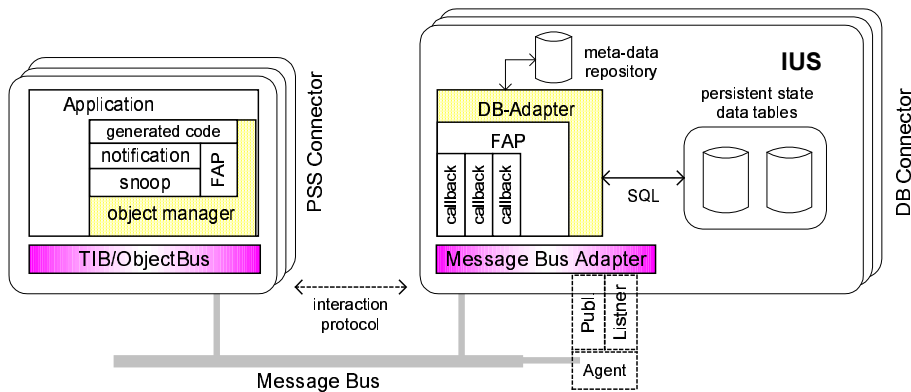 Application
generated code
notification
snoop
FAP
object manager
TIB/ObjectBus
PSS Connector
meta-data
repository
IUS
DB-Adapter
FAP
callback
callback
callback
SQL
persistent state
data tables
DB Connector
Message Bus Adapter
interaction
protocol
Publ.
Listner
Agent
Message Bus